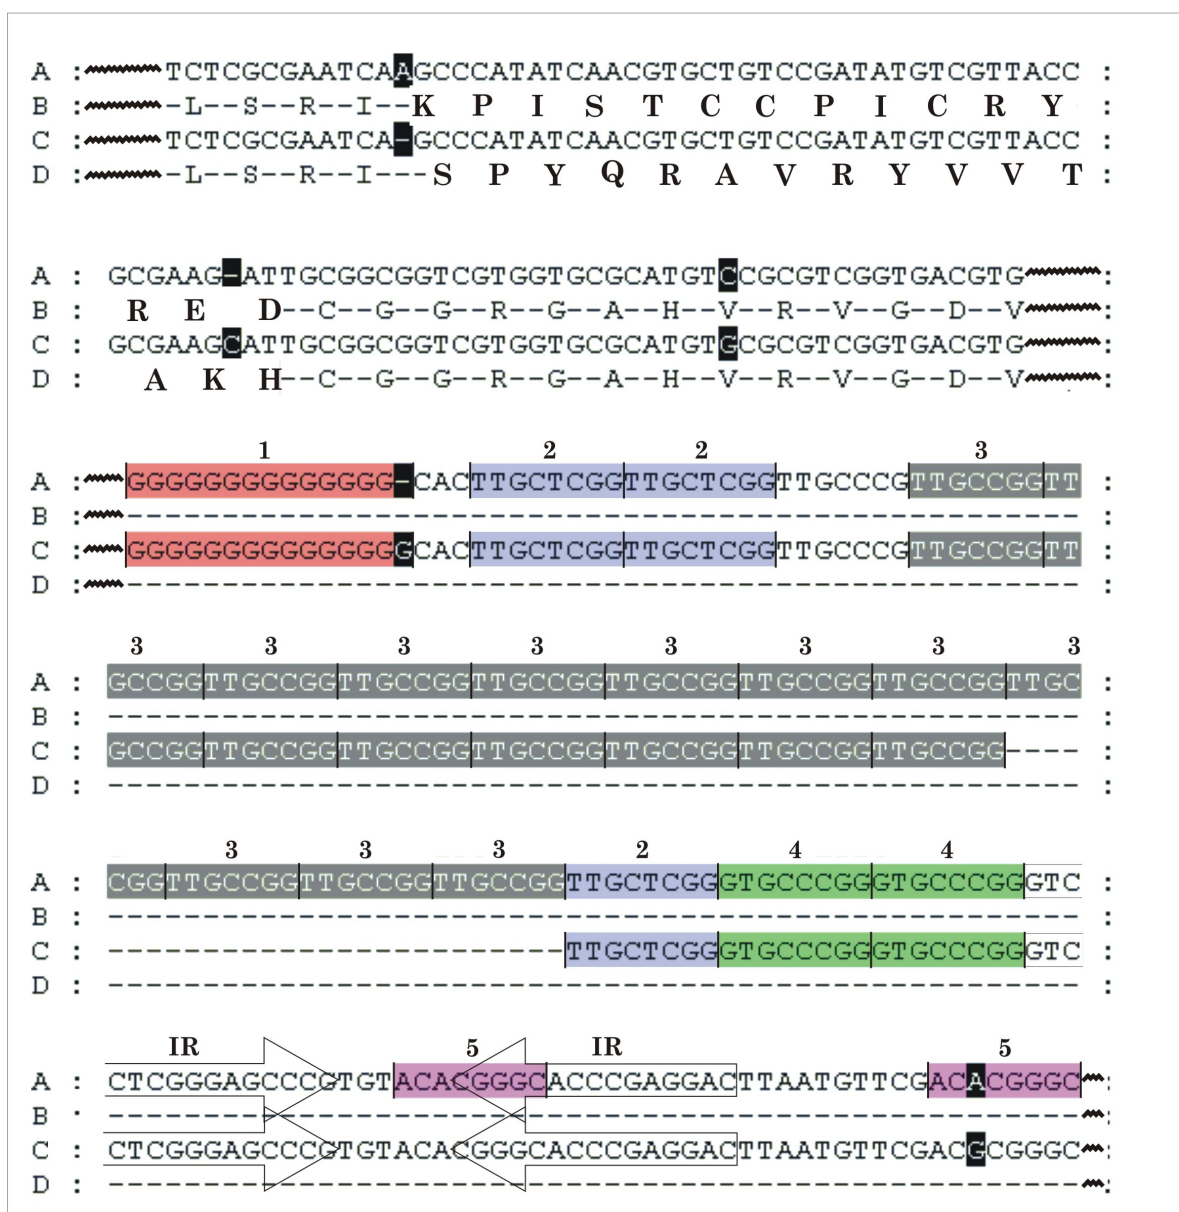 A : TCTCGCGAATCAAGCCCATATCAACGTGCTGTCCGATATGTCGTTACC :
B : -L--S--R--I--K P I S T C C P I C R Y :
C : TCTCGCGAATCA-GCCCATATCAACGTGCTGTCCGATATGTCGTTACC :
D : -L--S--R--I---S P Y Q R A V R Y V V T :
A : GCGAAG-ATTGCGGCGGTCGTGGTGCGCATGTCCGCGTCGGTGACGTG :
B : R E D--C--G--G--R--G--A--H--V--R--V--G--D--V :
C : GCGAAGCATTGCGGCGGTCGTGGTGCGCATGTGCGCGTCGGTGACGTG :
D : A K H--C--G--G--R--G--A--H--V--R--V--G--D--V :
1 2 2 3
A : GGGGGGGGGGGGGG-CACTTGCTCGGTTGCTCGGTTGCCCGTTGCCGGTT :
B : -------------------------------------------------- :
C : GGGGGGGGGGGGGGGCACTTGCTCGGTTGCTCGGTTGCCCGTTGCCGGTT :
D : -------------------------------------------------- :
3 3 3 3 3 3 3 3
A : GCCGGTTGCCGGTTGCCGGTTGCCGGTTGCCGGTTGCCGGTTGCCGGTTGC :
B : --------------------------------------------------- :
C : GCCGGTTGCCGGTTGCCGGTTGCCGGTTGCCGGTTGCCGGTTGCCGG---- :
D : --------------------------------------------------- :
3 3 3 2 4 4
A : CGGTTGCCGGTTGCCGGTTGCCGGTTGCTCGGGTGCCCGGGTGCCCGGGTC :
B : --------------------------------------------------- :
C : ------------------------TTGCTCGGGTGCCCGGGTGCCCGGGTC :
D : --------------------------------------------------- :
IR 5 IR 5
A : CTCGGGAGCCCGTGTACACGGGCACCCGAGGACTTAATGTTCGACACGGGC :
B : --------------------------------------------------- :
C : CTCGGGAGCCCGTGTACACGGGCACCCGAGGACTTAATGTTCGACGCGGGC :
D : --------------------------------------------------- :